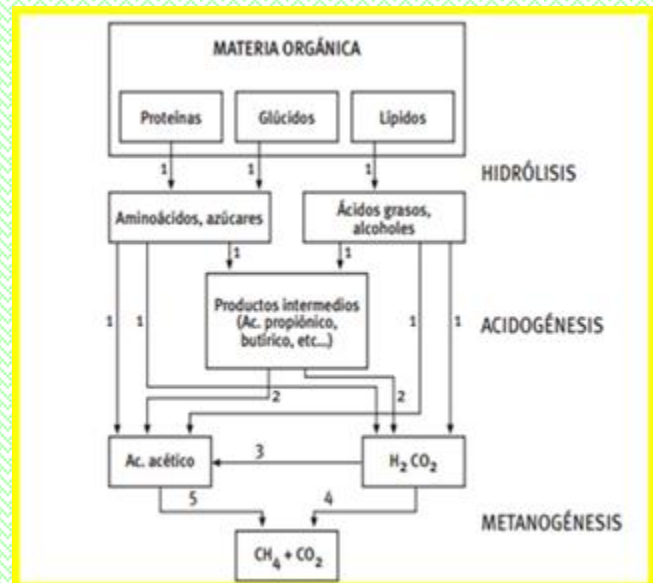 MATERIA ORGÁNICA
Proteínas
Glúcidos
Lípidos
1
1
1
HIDRÓLISIS
Aminoácidos, azúcares
Ácidos grasos,
alcoholes
1
1
Productos intermedios
(Ac. propiónico,
butírico, etc...)
1
1
1
1
ACIDOGÉNESIS
2
2
Ac. acético
3
H₂ CO₂
5
4
METANOGÉNESIS
CH₄ + CO₂